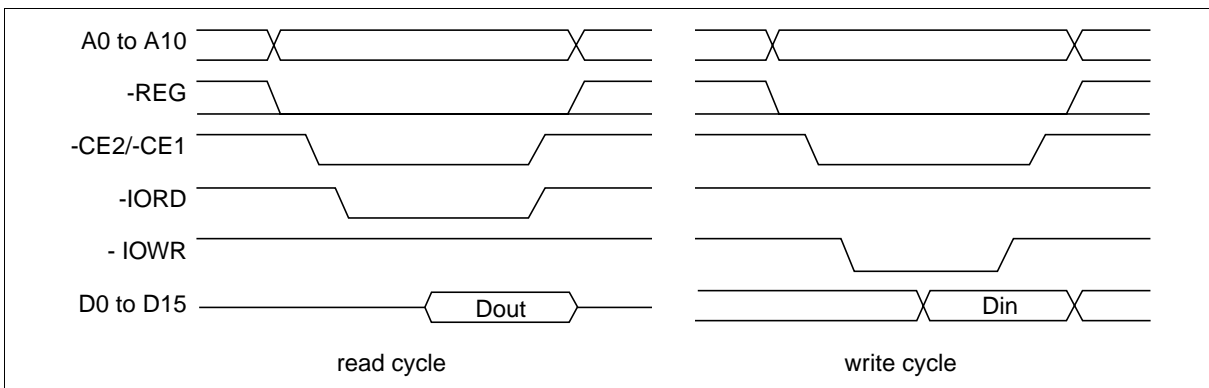 A0 to A10
-REG
-CE2/-CE1
-IORD
- IOWR
D0 to D15
Dout
Din
read cycle
write cycle